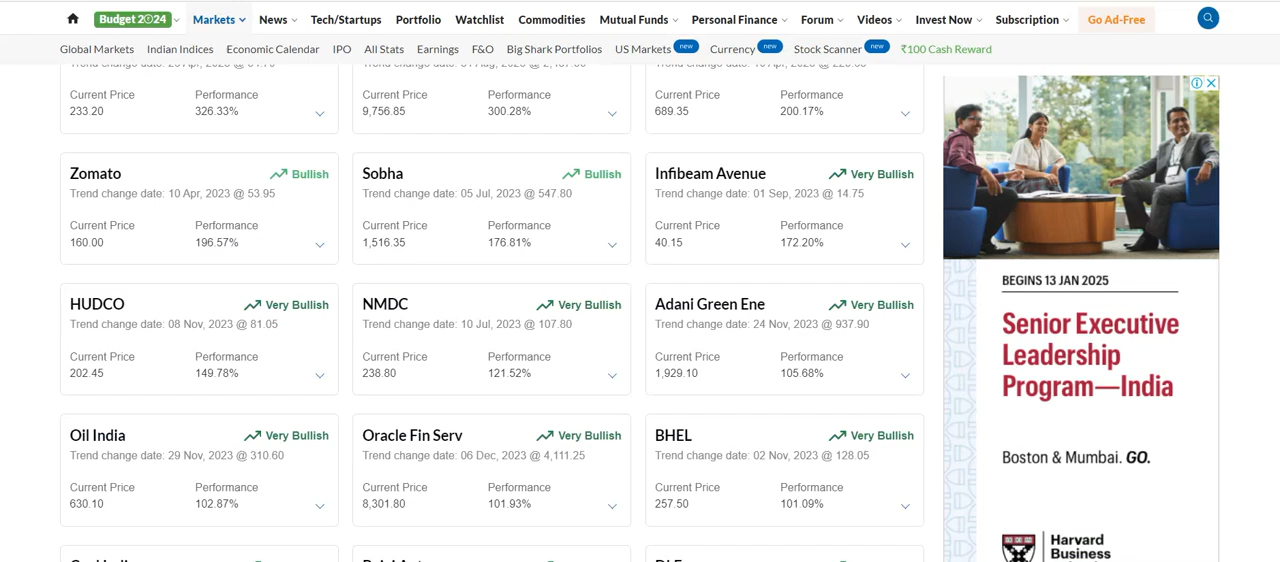 Budget 2024 Markets News Tech/Startups Portfolio Watchlist Commodities Mutual Funds Personal Finance Forum Videos Invest Now Subscription Go Ad-Free
Global Markets Indian Indices Economic Calendar IPO All Stats Earnings F&O Big Shark Portfolios US Markets new Currency new Stock Scanner new ₹100 Cash Reward
Current Price Performance
233.20 326.33%
Current Price Performance
9,756.85 300.28%
Current Price Performance
689.35 200.17%
Zomato Bullish
Trend change date: 10 Apr, 2023 @ 53.95
Current Price Performance
160.00 196.57%
Sobha Bullish
Trend change date: 05 Jul, 2023 @ 547.80
Current Price Performance
1,516.35 176.81%
Infibeam Avenue Very Bullish
Trend change date: 01 Sep, 2023 @ 14.75
Current Price Performance
40.15 172.20%
HUDCO Very Bullish
Trend change date: 08 Nov, 2023 @ 81.05
Current Price Performance
202.45 149.78%
NMDC Very Bullish
Trend change date: 10 Jul, 2023 @ 107.80
Current Price Performance
238.80 121.52%
Adani Green Ene Very Bullish
Trend change date: 24 Nov, 2023 @ 937.90
Current Price Performance
1,929.10 105.68%
Oil India Very Bullish
Trend change date: 29 Nov, 2023 @ 310.60
Current Price Performance
630.10 102.87%
Oracle Fin Serv Very Bullish
Trend change date: 06 Dec, 2023 @ 4,111.25
Current Price Performance
8,301.80 101.93%
BHEL Very Bullish
Trend change date: 02 Nov, 2023 @ 128.05
Current Price Performance
257.50 101.09%
BEGINS 13 JAN 2025
Senior Executive
Leadership
Program—India
Boston & Mumbai. GO.
Harvard
Business